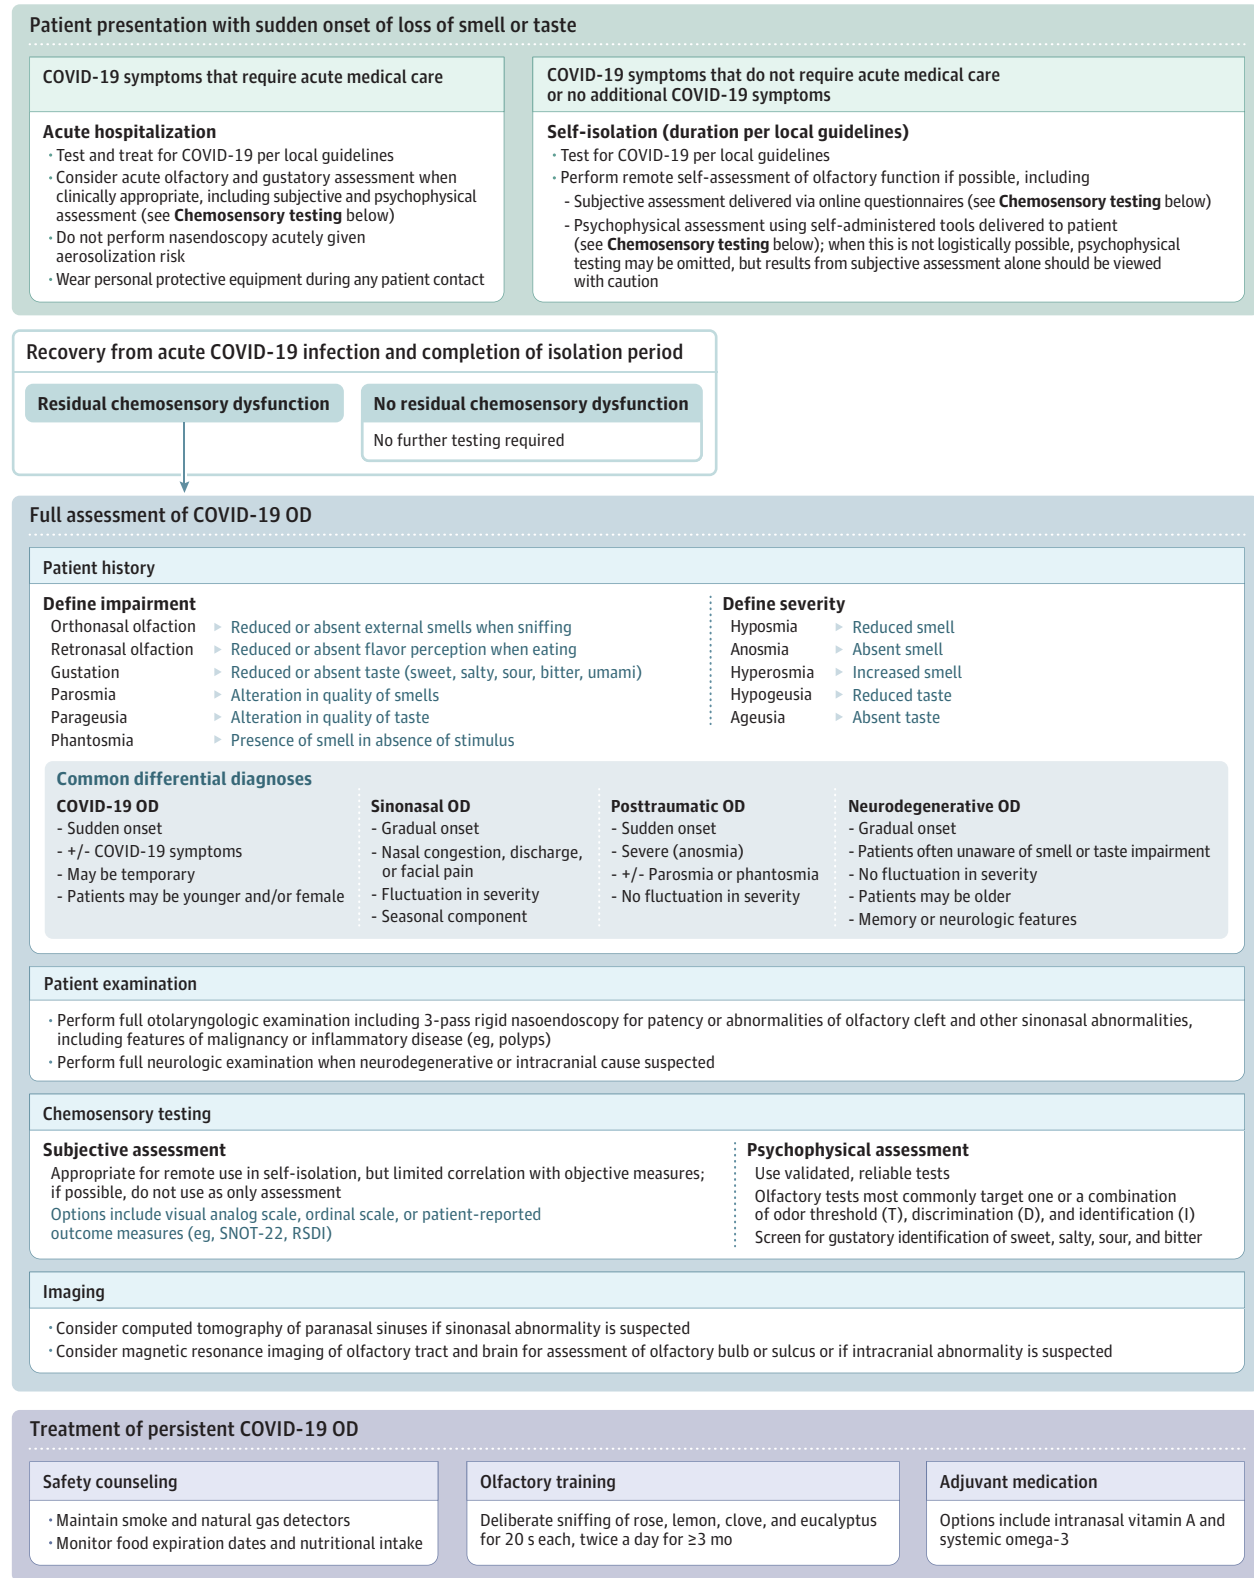 Patient presentation with sudden onset of loss of smell or taste
COVID-19 symptoms that require acute medical care
Acute hospitalization
· Test and treat for COVID-19 per local guidelines
· Consider acute olfactory and gustatory assessment when
clinically appropriate, including subjective and psychophysical
assessment (see Chemosensory testing below)
· Do not perform nasendoscopy acutely given
aerosolization risk
· Wear personal protective equipment during any patient contact
COVID-19 symptoms that do not require acute medical care
or no additional COVID-19 symptoms
Self-isolation (duration per local guidelines)
· Test for COVID-19 per local guidelines
· Perform remote self-assessment of olfactory function if possible, including
- Subjective assessment delivered via online questionnaires (see Chemosensory testing below)
- Psychophysical assessment using self-administered tools delivered to patient
(see Chemosensory testing below); when this is not logistically possible, psychophysical
testing may be omitted, but results from subjective assessment alone should be viewed
with caution
Recovery from acute COVID-19 infection and completion of isolation period
Residual chemosensory dysfunction
No residual chemosensory dysfunction
No further testing required
Full assessment of COVID-19 OD
Patient history
Define impairment
Orthonasal olfaction ▸ Reduced or absent external smells when sniffing
Retronasal olfaction ▸ Reduced or absent flavor perception when eating
Gustation ▸ Reduced or absent taste (sweet, salty, sour, bitter, umami)
Parosmia ▸ Alteration in quality of smells
Parageusia ▸ Alteration in quality of taste
Phantosmia ▸ Presence of smell in absence of stimulus
Define severity
Hyposmia ▸ Reduced smell
Anosmia ▸ Absent smell
Hyperosmia ▸ Increased smell
Hypogeusia ▸ Reduced taste
Ageusia ▸ Absent taste
Common differential diagnoses
COVID-19 OD
- Sudden onset
- +/- COVID-19 symptoms
- May be temporary
- Patients may be younger and/or female
Sinonasal OD
- Gradual onset
- Nasal congestion, discharge,
or facial pain
- Fluctuation in severity
- Seasonal component
Posttraumatic OD
- Sudden onset
- Severe (anosmia)
- +/- Parosmia or phantosmia
- No fluctuation in severity
Neurodegenerative OD
- Gradual onset
- Patients often unaware of smell or taste impairment
- No fluctuation in severity
- Patients may be older
- Memory or neurologic features
Patient examination
· Perform full otolaryngologic examination including 3-pass rigid nasoendoscopy for patency or abnormalities of olfactory cleft and other sinonasal abnormalities,
including features of malignancy or inflammatory disease (eg, polyps)
· Perform full neurologic examination when neurodegenerative or intracranial cause suspected
Chemosensory testing
Subjective assessment
Appropriate for remote use in self-isolation, but limited correlation with objective measures;
if possible, do not use as only assessment
Options include visual analog scale, ordinal scale, or patient-reported
outcome measures (eg, SNOT-22, RSDI)
Psychophysical assessment
Use validated, reliable tests
Olfactory tests most commonly target one or a combination
of odor threshold (T), discrimination (D), and identification (I)
Screen for gustatory identification of sweet, salty, sour, and bitter
Imaging
· Consider computed tomography of paranasal sinuses if sinonasal abnormality is suspected
· Consider magnetic resonance imaging of olfactory tract and brain for assessment of olfactory bulb or sulcus or if intracranial abnormality is suspected
Treatment of persistent COVID-19 OD
Safety counseling
· Maintain smoke and natural gas detectors
· Monitor food expiration dates and nutritional intake
Olfactory training
Deliberate sniffing of rose, lemon, clove, and eucalyptus
for 20 s each, twice a day for ≥3 mo
Adjuvant medication
Options include intranasal vitamin A and
systemic omega-3